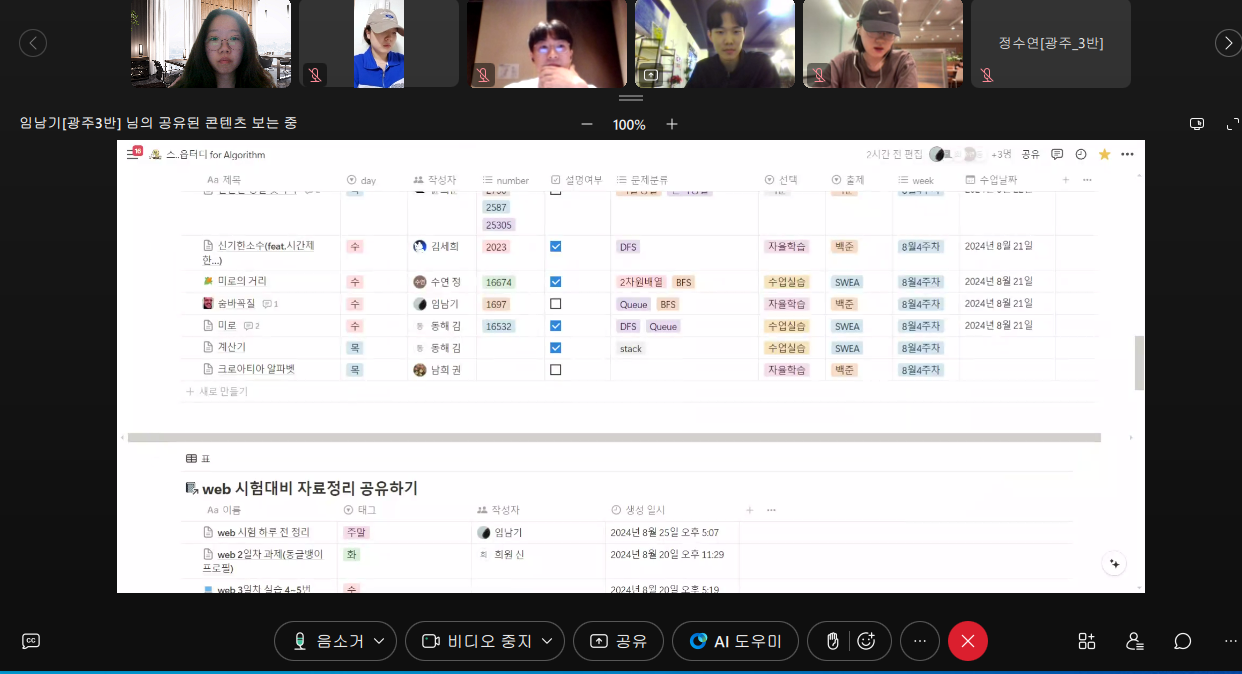 정수연[광주_3반]
임남기[광주3반] 님의 공유된 콘텐츠 보는 중
100%
16
스..읍터디 for Algorithm
2시간 전 편집
+3명
공유
Aa 제목 day 작성자 number 설명여부 문제분류 선택 출제 week 수업날짜
2587
25305
신기한소수(feat.시간제한...) 수 김세희 2023 DFS 자율학습 백준 8월4주차 2024년 8월 21일
미로의 거리 수 수연 정 16674 2차원배열 BFS 수업실습 SWEA 8월4주차 2024년 8월 21일
숨바꼭질 1 수 임남기 1697 Queue BFS 자율학습 백준 8월4주차 2024년 8월 21일
미로 2 수 동 동해 김 16532 DFS Queue 수업실습 SWEA 8월4주차 2024년 8월 21일
계산기 목 동 동해 김 stack 수업실습 SWEA 8월4주차
크로아티아 알파벳 목 남희 권 자율학습 백준 8월4주차
+ 새로 만들기
표
web 시험대비 자료정리 공유하기
Aa 이름 태그 작성자 생성 일시
web 시험 하루 전 정리 주말 임남기 2024년 8월 25일 오후 5:07
web 2일차 과제(동글뱅이 프로필) 화 희 희원 신 2024년 8월 20일 오후 11:29
web 3일치 실습 4~5번 수 2024년 8월 20일 오후 5:19
CC
음소거
비디오 중지
공유
AI 도우미